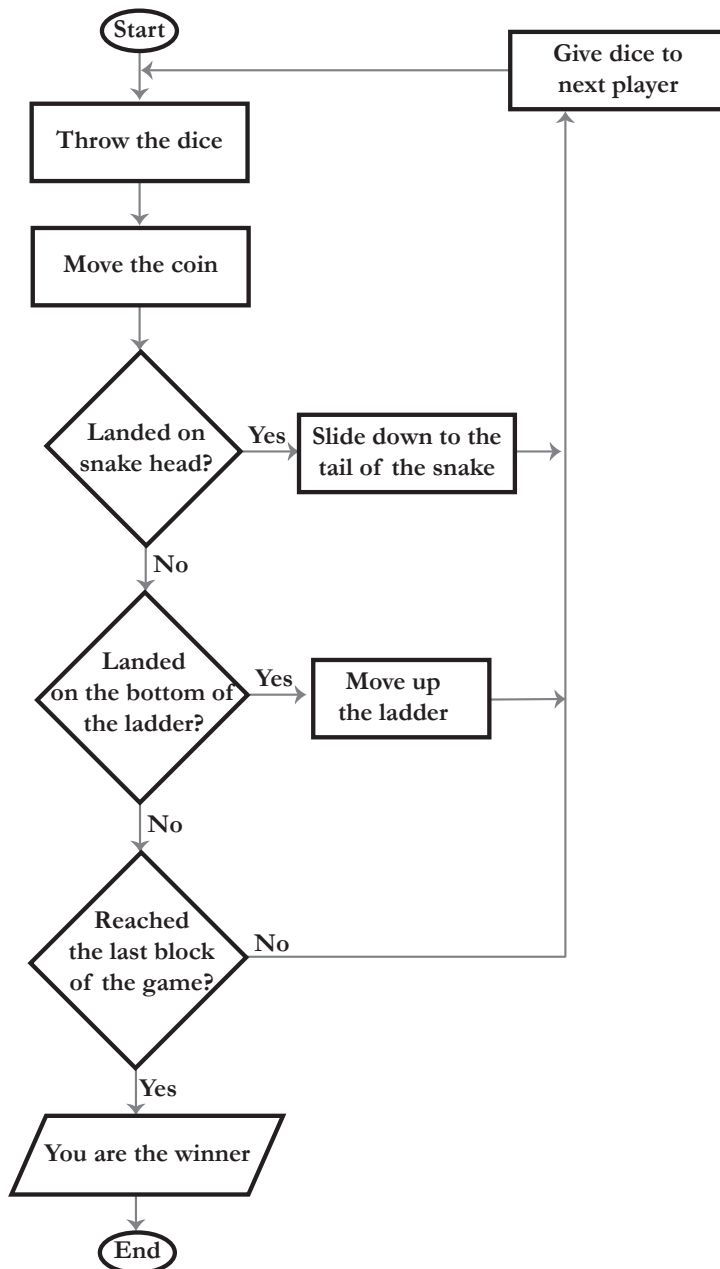 Start
Give dice to
next player
Throw the dice
Move the coin
Landed on
snake head?
Yes
Slide down to the
tail of the snake
No
Landed
on the bottom of
the ladder?
Yes
Move up
the ladder
No
Reached
the last block
of the game?
No
Yes
You are the winner
End